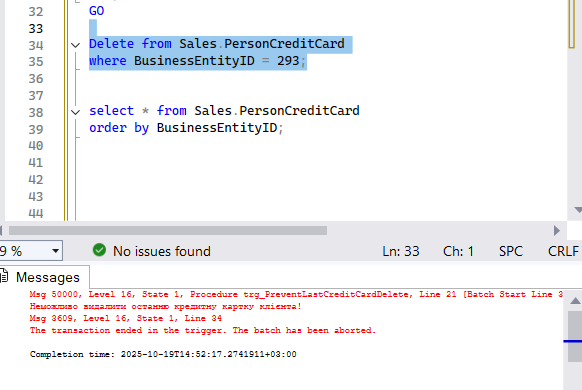 32 GO
33
34 Delete from Sales.PersonCreditCard
35 where BusinessEntityID = 293;
36
37
38 select * from Sales.PersonCreditCard
39 order by BusinessEntityID;
40
41
42
43
44
9 % No issues found Ln: 33 Ch: 1 SPC CRLF
Messages
Msg 50000, Level 16, State 1, Procedure trg_PreventLastCreditCardDelete, Line 21 [Batch Start Line 3
Неможливо видалити останню кредитну картку клієнта!
Msg 3609, Level 16, State 1, Line 34
The transaction ended in the trigger. The batch has been aborted.
Completion time: 2025-10-19T14:52:17.2741911+03:00